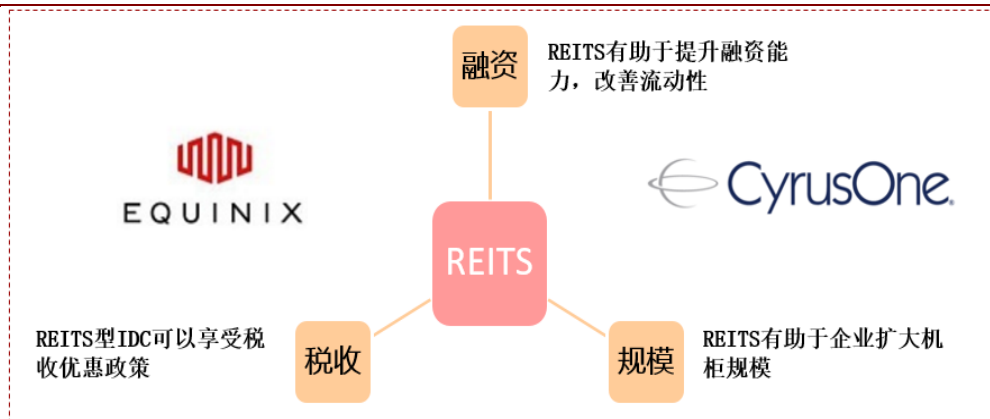 融资
REITS有助于提升融资能
力，改善流动性
EQUINIX
CyrusOne.
REITS
REITS型IDC可以享受税
收优惠政策
税收
规模
REITS有助于企业扩大机
柜规模